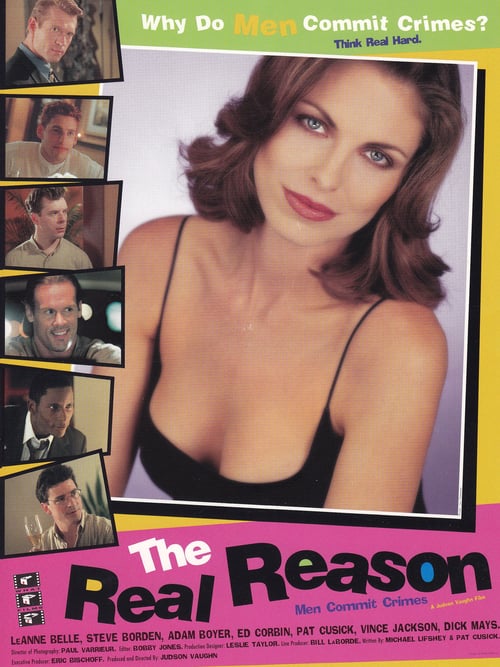 Why Do Men Commit Crimes?
Think Real Hard.
The
Real Reason
Men Commit Crimes
A Judson Vaughn Film
LeANNE BELLE, STEVE BORDEN, ADAM BOYER, ED CORBIN, PAT CUSICK, VINCE JACKSON, DICK MAYS.
Director of Photography: PAUL VARRIEUR. Editor: BOBBY JONES. Production Designer: LESLIE TAYLOR. Line Producer: BILL LaBORDE. Written by MICHAEL LIFSHEY & PAT CUSICK.
Executive Producer: ERIC BISCHOFF. Produced and Directed By JUDSON VAUGHN